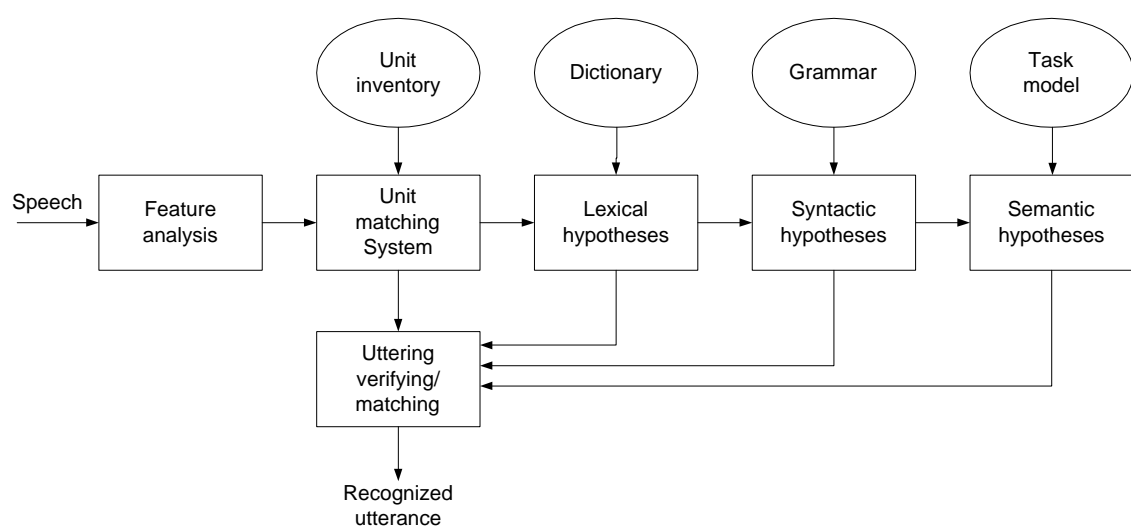 Unit
inventory
Dictionary
Grammar
Task
model
Speech
Feature
analysis
Unit
matching
System
Lexical
hypotheses
Syntactic
hypotheses
Semantic
hypotheses
Uttering
verifying/
matching
Recognized
utterance